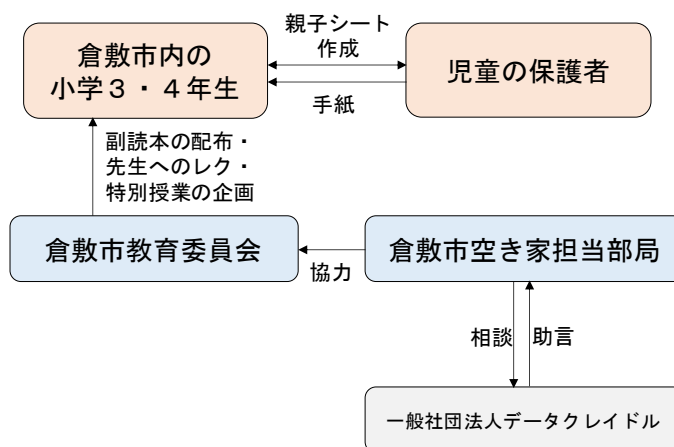 親子シート
作成
倉敷市内の
小学３・４年生
児童の保護者
手紙
副読本の配布・
先生へのレク・
特別授業の企画
倉敷市教育委員会
倉敷市空き家担当部局
協力
相談
助言
一般社団法人データクレイドル